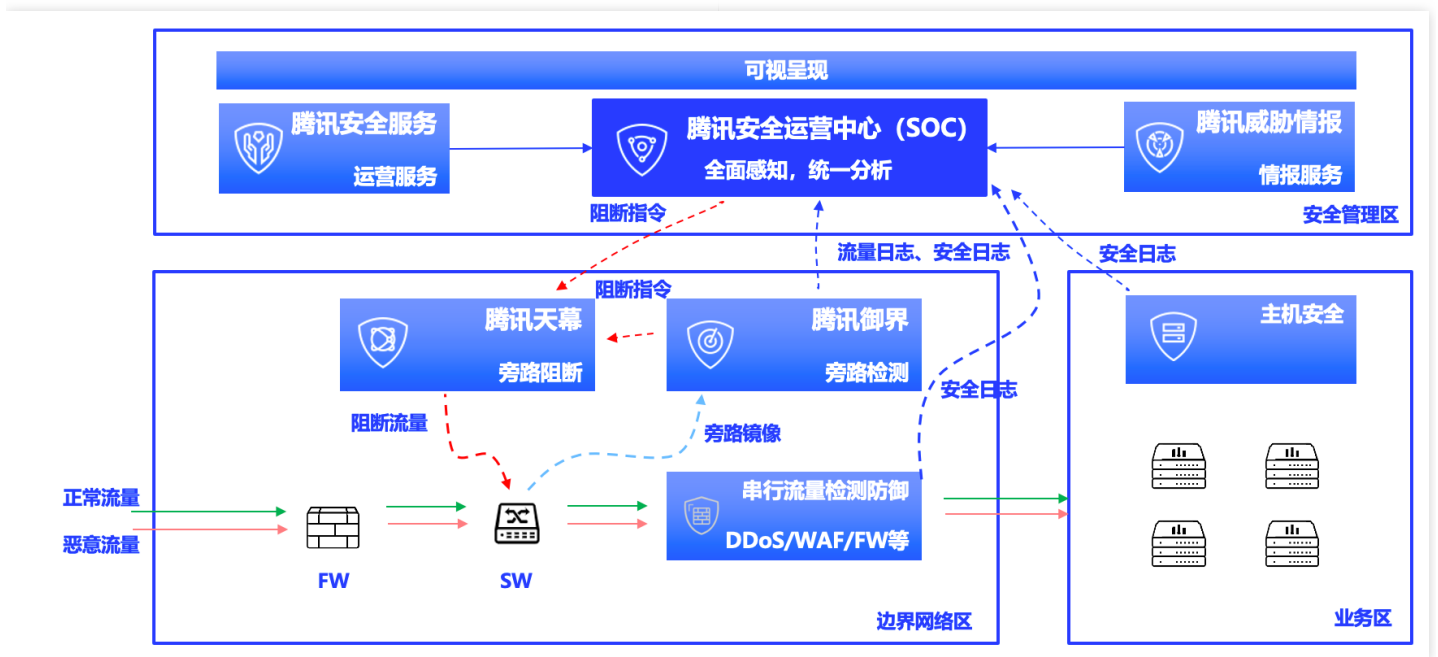 可视呈现
腾讯安全服务
运营服务
腾讯安全运营中心（SOC）
全面感知，统一分析
腾讯威胁情报
情报服务
安全管理区
阻断指令
流量日志、安全日志
安全日志
阻断指令
腾讯天幕
旁路阻断
腾讯御界
旁路检测
主机安全
安全日志
阻断流量
旁路镜像
正常流量
恶意流量
FW
SW
串行流量检测防御
DDoS/WAF/FW等
边界网络区
业务区